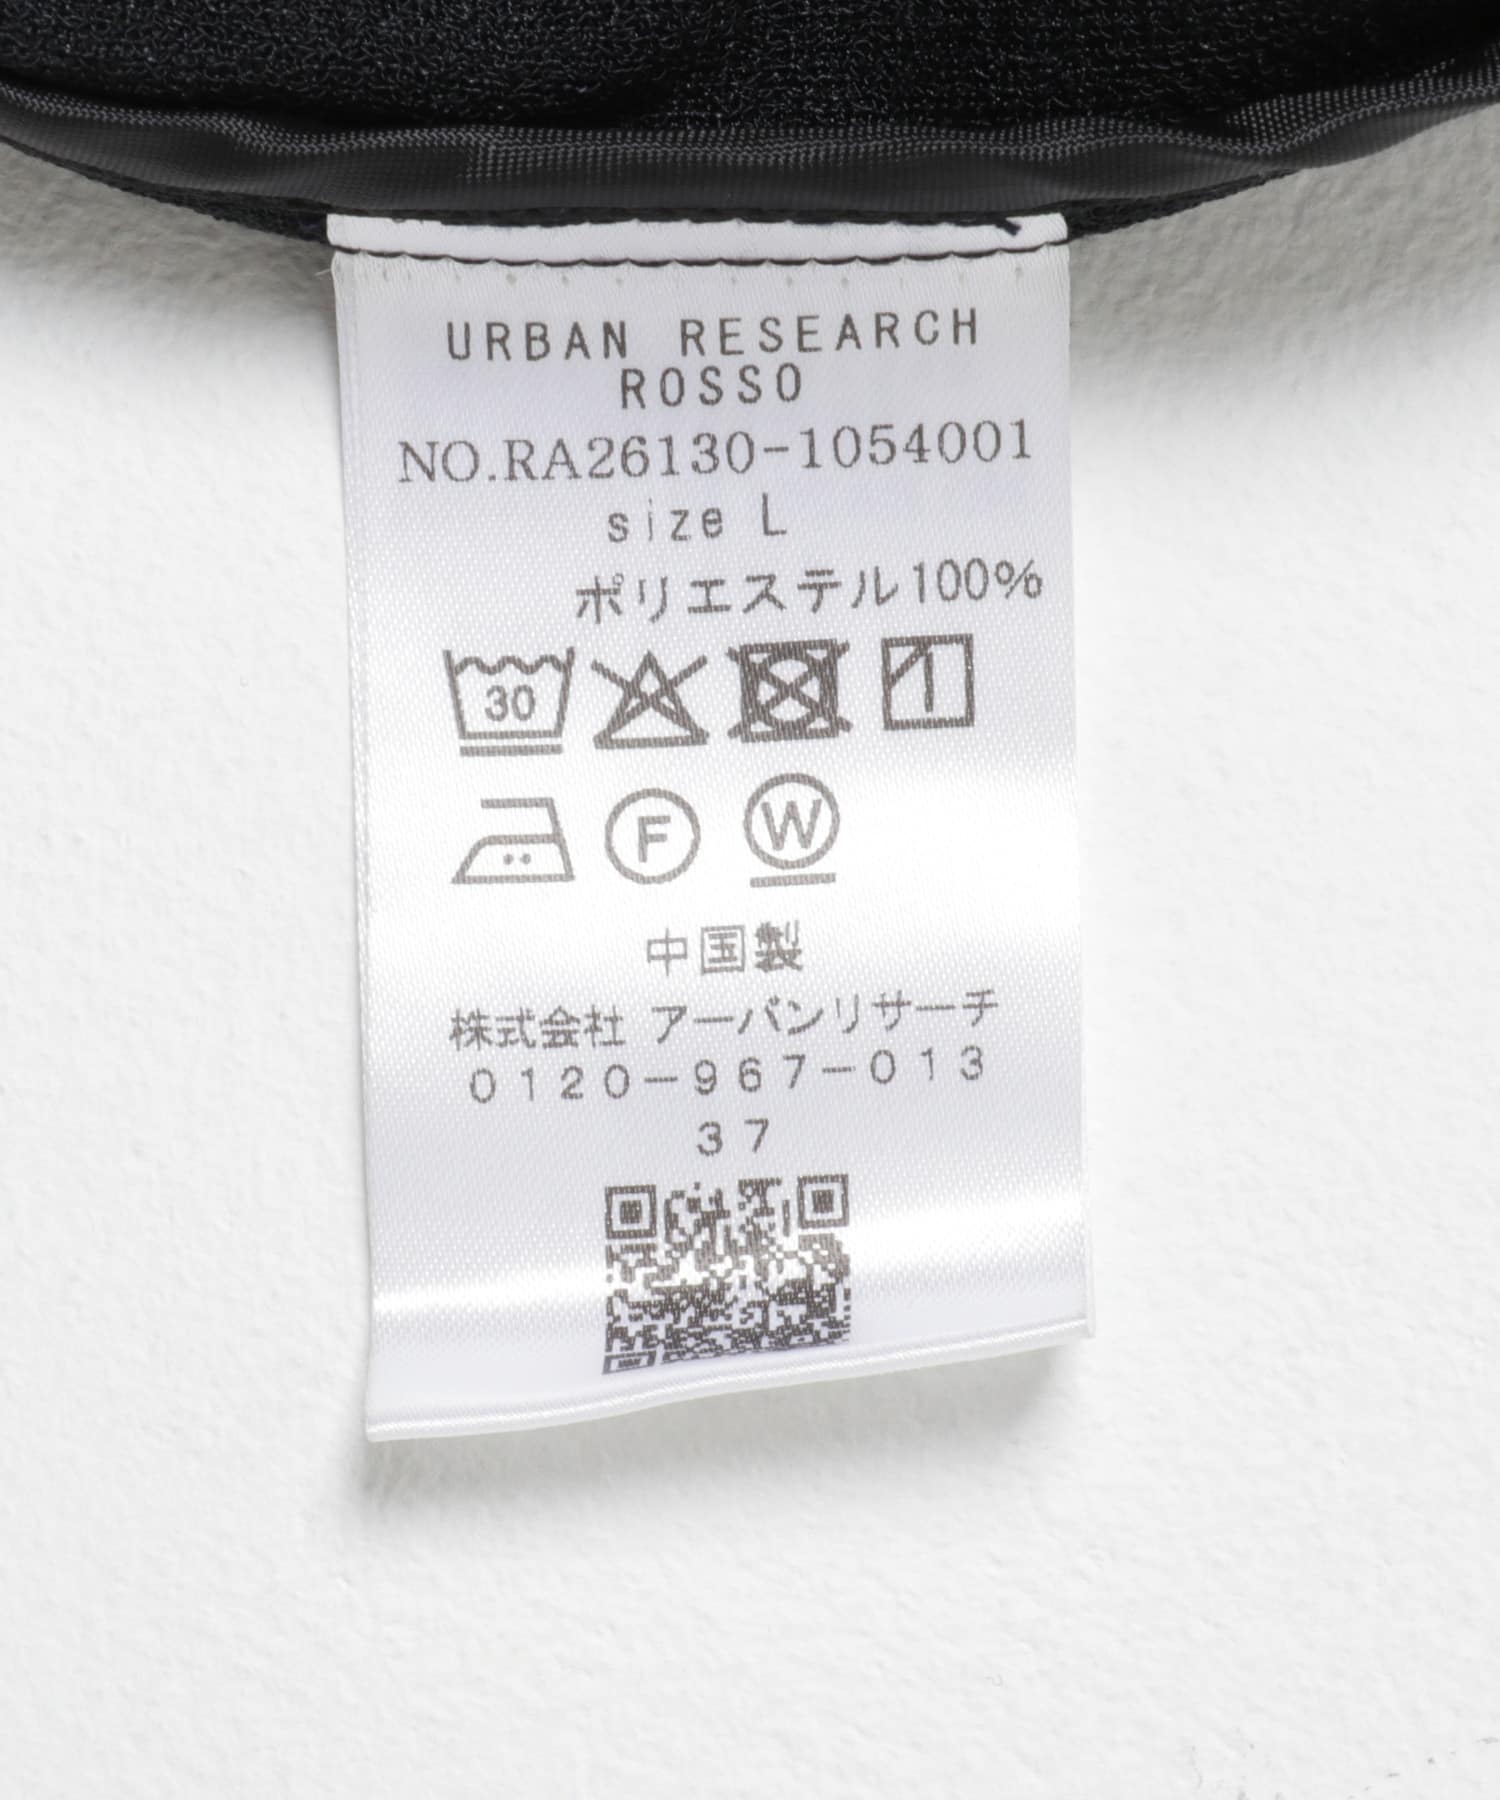 URBAN RESEARCH
ROSSO
NO.RA26130-1054001
size L
ポリエステル100%
30
F W
中国製
株式会社 アーバンリサーチ
0120-967-013
37